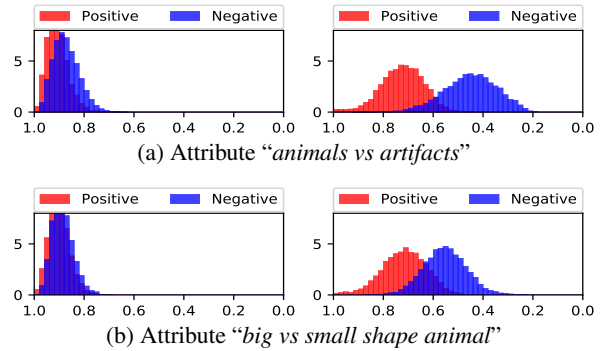 Positive Negative Positive Negative
5 5
0 0
1.0 0.8 0.6 0.4 0.2 0.0 1.0 0.8 0.6 0.4 0.2 0.0
(a) Attribute “animals vs artifacts”
Positive Negative Positive Negative
5 5
0 0
1.0 0.8 0.6 0.4 0.2 0.0 1.0 0.8 0.6 0.4 0.2 0.0
(b) Attribute “big vs small shape animal”